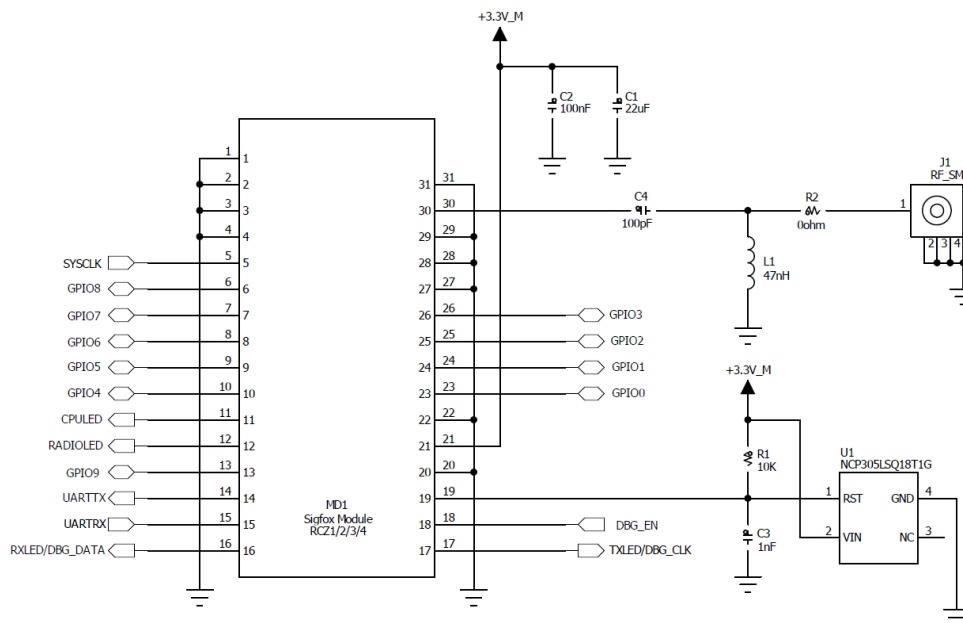 +3.3V_M
C2
100nF
C1
22uF
J1
RF_SM
1 1 31 31
2 2 30 30
3 3 29 29
4 4 28 28
C4
100pF
R2
0ohm
1
2 3 4
L1
47nH
SYSCLK 5 5 27 27
GPIO8 6 6 26 26 GPIO3
GPIO7 7 7 25 25 GPIO2
GPIO6 8 8 24 24 GPIO1
GPIO5 9 9 23 23 GPIO0
GPIO4 10 10 22 22
CPULED 11 11 21 21
RADIOLED 12 12 20 20
GPIO9 13 13 19 19
UARTTX 14 14 18 18 DBG_EN
UARTRX 15 15 17 17 TXLED/DBG_CLK
RXLED/DBG_DATA 16 16
MD1
Sigfox Module
RCZ1/2/3/4
+3.3V_M
R1
10K
C3
1nF
U1
NCP305LSQ18T1G
1 RST GND 4
2 VIN NC 3